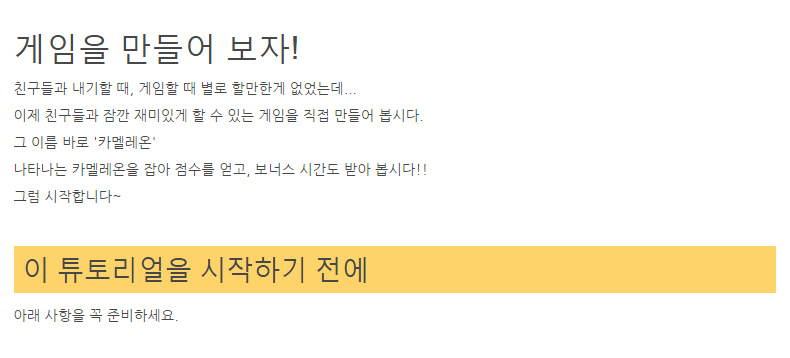 게임을 만들어 보자!
친구들과 내기할 때, 게임할 때 별로 할만한게 없었는데...
이제 친구들과 잠깐 재미있게 할 수 있는 게임을 직접 만들어 봅시다.
그 이름 바로 '카멜레온'
나타나는 카멜레온을 잡아 점수를 얻고, 보너스 시간도 받아 봅시다!!
그럼 시작합니다~
이 튜토리얼을 시작하기 전에
아래 사항을 꼭 준비하세요.